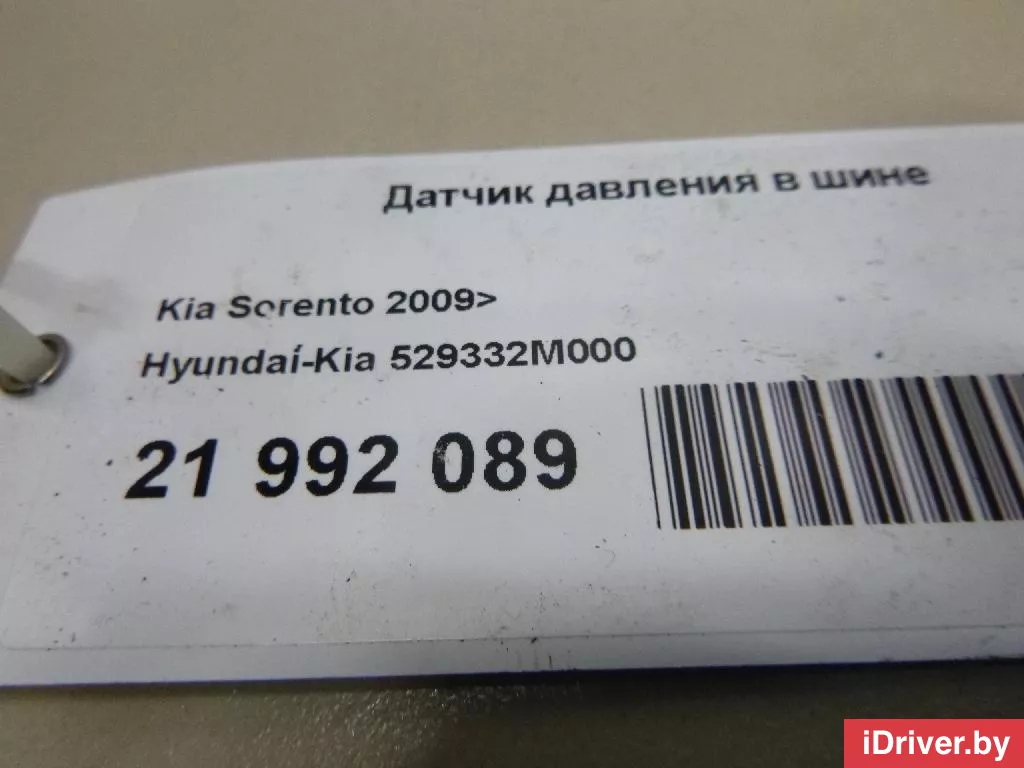 Датчик давления в шине
Kia Sorento 2009>
Hyundai-Kia 529332M000
21 992 089
iDriver.by